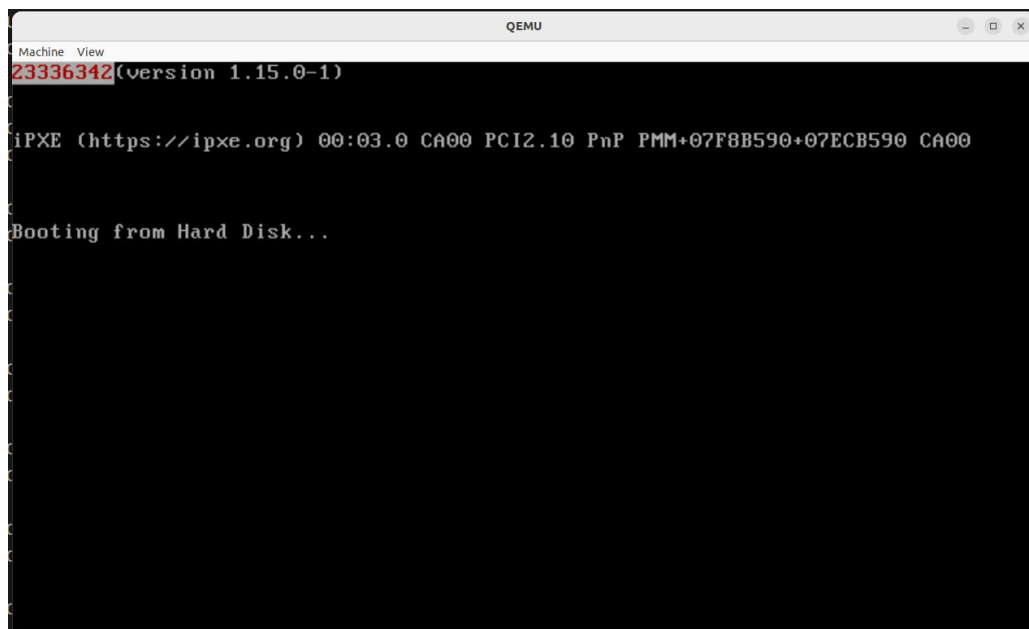 QEMU
Machine View
23336342(version 1.15.0-1)
iPXE (https://ipxe.org) 00:03.0 CA00 PCI2.10 PnP PMM+07F8B590+07ECB590 CA00
Booting from Hard Disk...